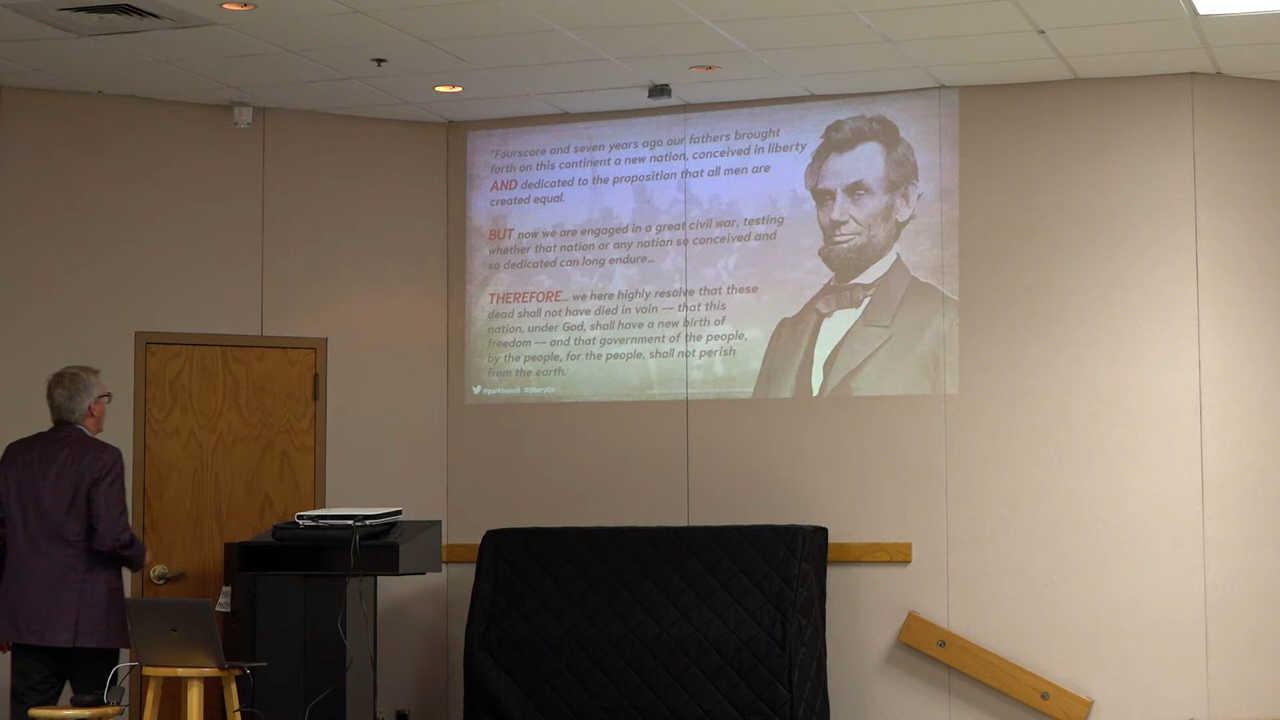 "Fourscore and seven years ago our fathers brought
forth on this continent a new nation, conceived in liberty
AND dedicated to the proposition that all men are
created equal.
BUT now we are engaged in a great civil war, testing
whether that nation or any nation so conceived and
so dedicated can long endure...
THEREFORE... we here highly resolve that these
dead shall not have died in vain — that this
nation, under God, shall have a new birth of
freedom — and that government of the people,
by the people, for the people, shall not perish
from the earth.
@parkhowell #StoryOn